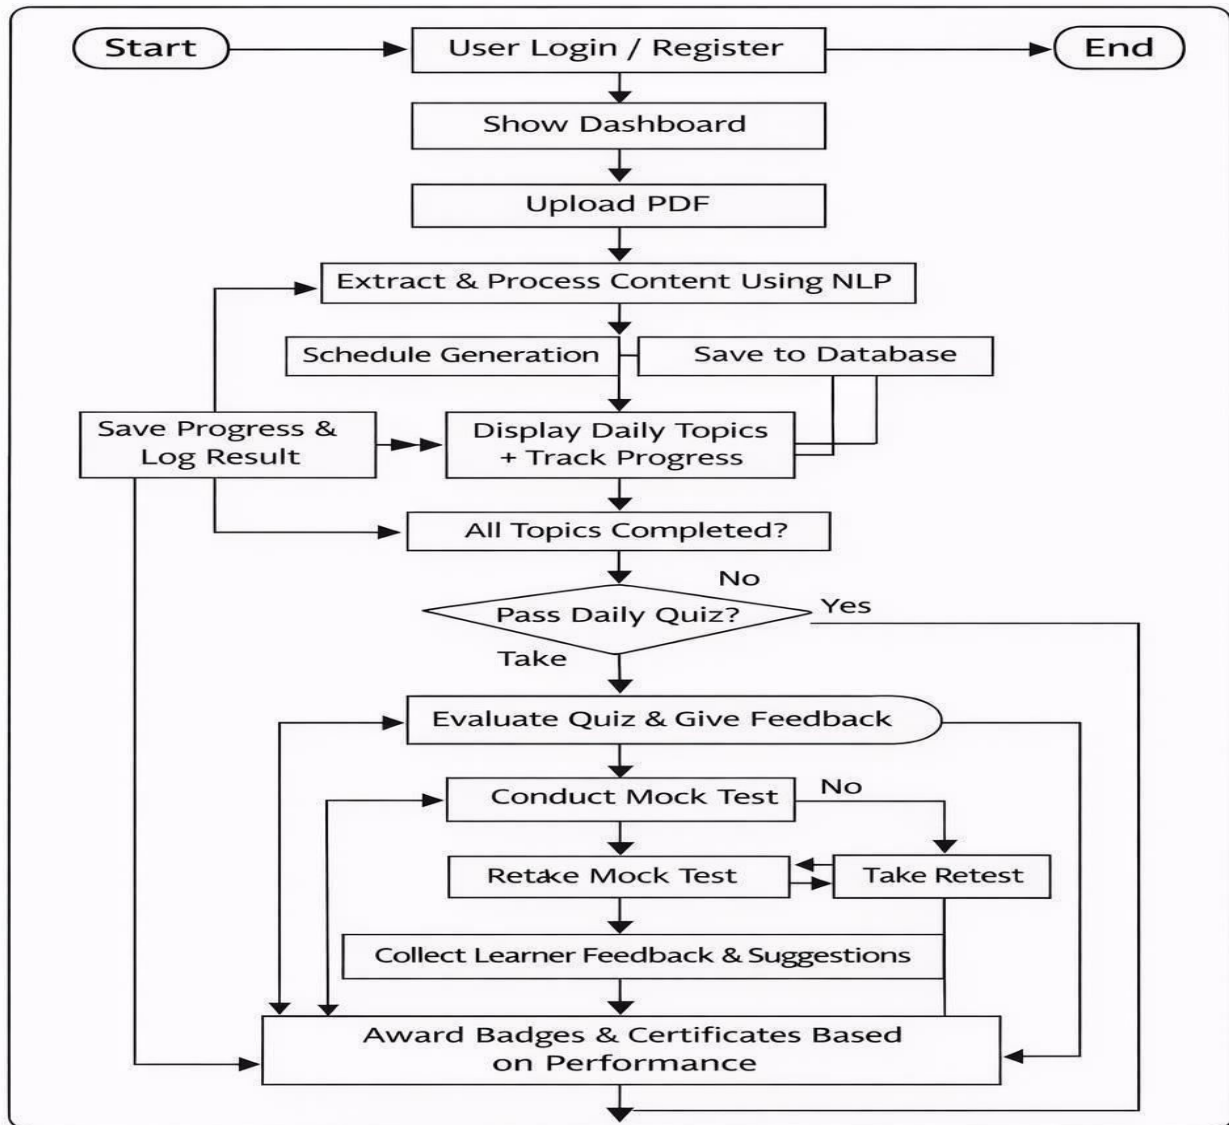 Start
User Login / Register
End
Show Dashboard
Upload PDF
Extract & Process Content Using NLP
Schedule Generation
Save to Database
Save Progress &
Log Result
Display Daily Topics
+ Track Progress
All Topics Completed?
No
Pass Daily Quiz?
Yes
Take
Evaluate Quiz & Give Feedback
Conduct Mock Test
No
Retake Mock Test
Take Retest
Collect Learner Feedback & Suggestions
Award Badges & Certificates Based
on Performance